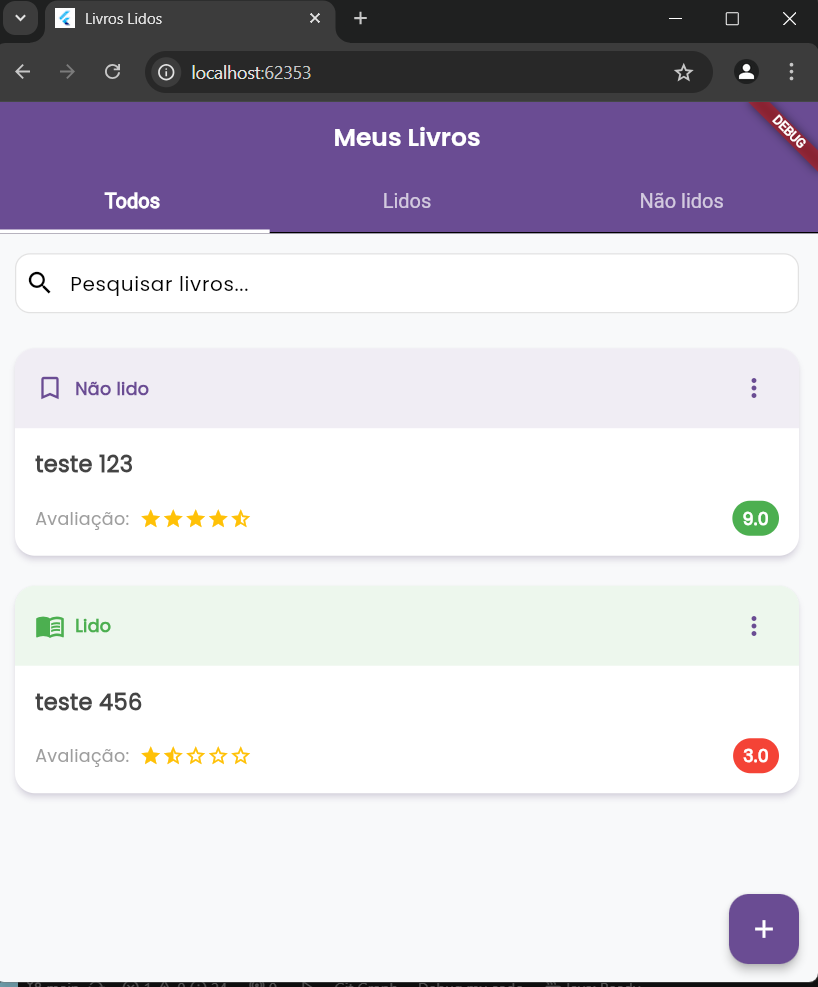 Livros Lidos
localhost:62353
DEBUG
Meus Livros
Todos Lidos Não lidos
Pesquisar livros...
Não lido
teste 123
Avaliação: 9.0
Lido
teste 456
Avaliação: 3.0